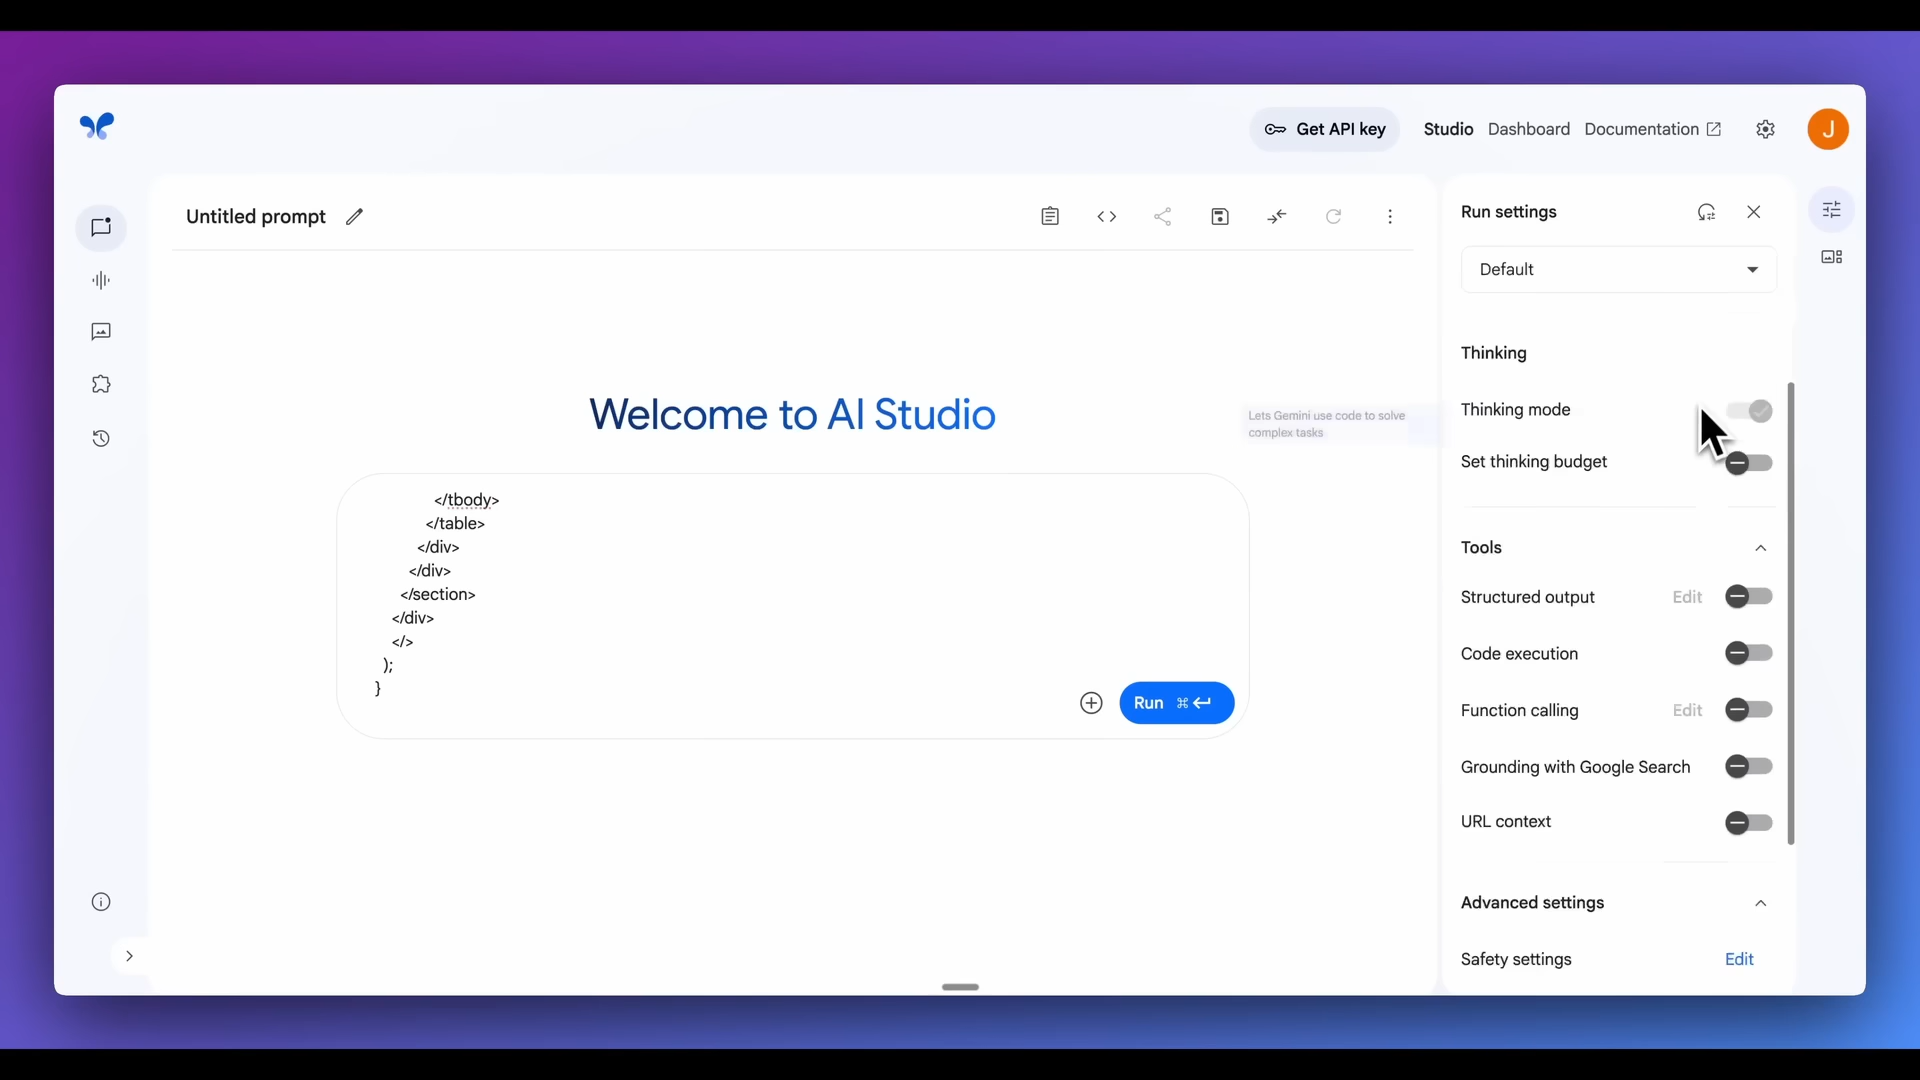 Get API key
Studio
Dashboard
Documentation
J
Untitled prompt
Run settings
Default
Welcome to AI Studio
Lets Gemini use code to solve
complex tasks
</tbody>
</table>
</div>
</div>
</section>
</div>
</>
);
}
Run ⌘
Thinking
Thinking mode
Set thinking budget
Tools
Structured output Edit
Code execution
Function calling Edit
Grounding with Google Search
URL context
Advanced settings
Safety settings Edit